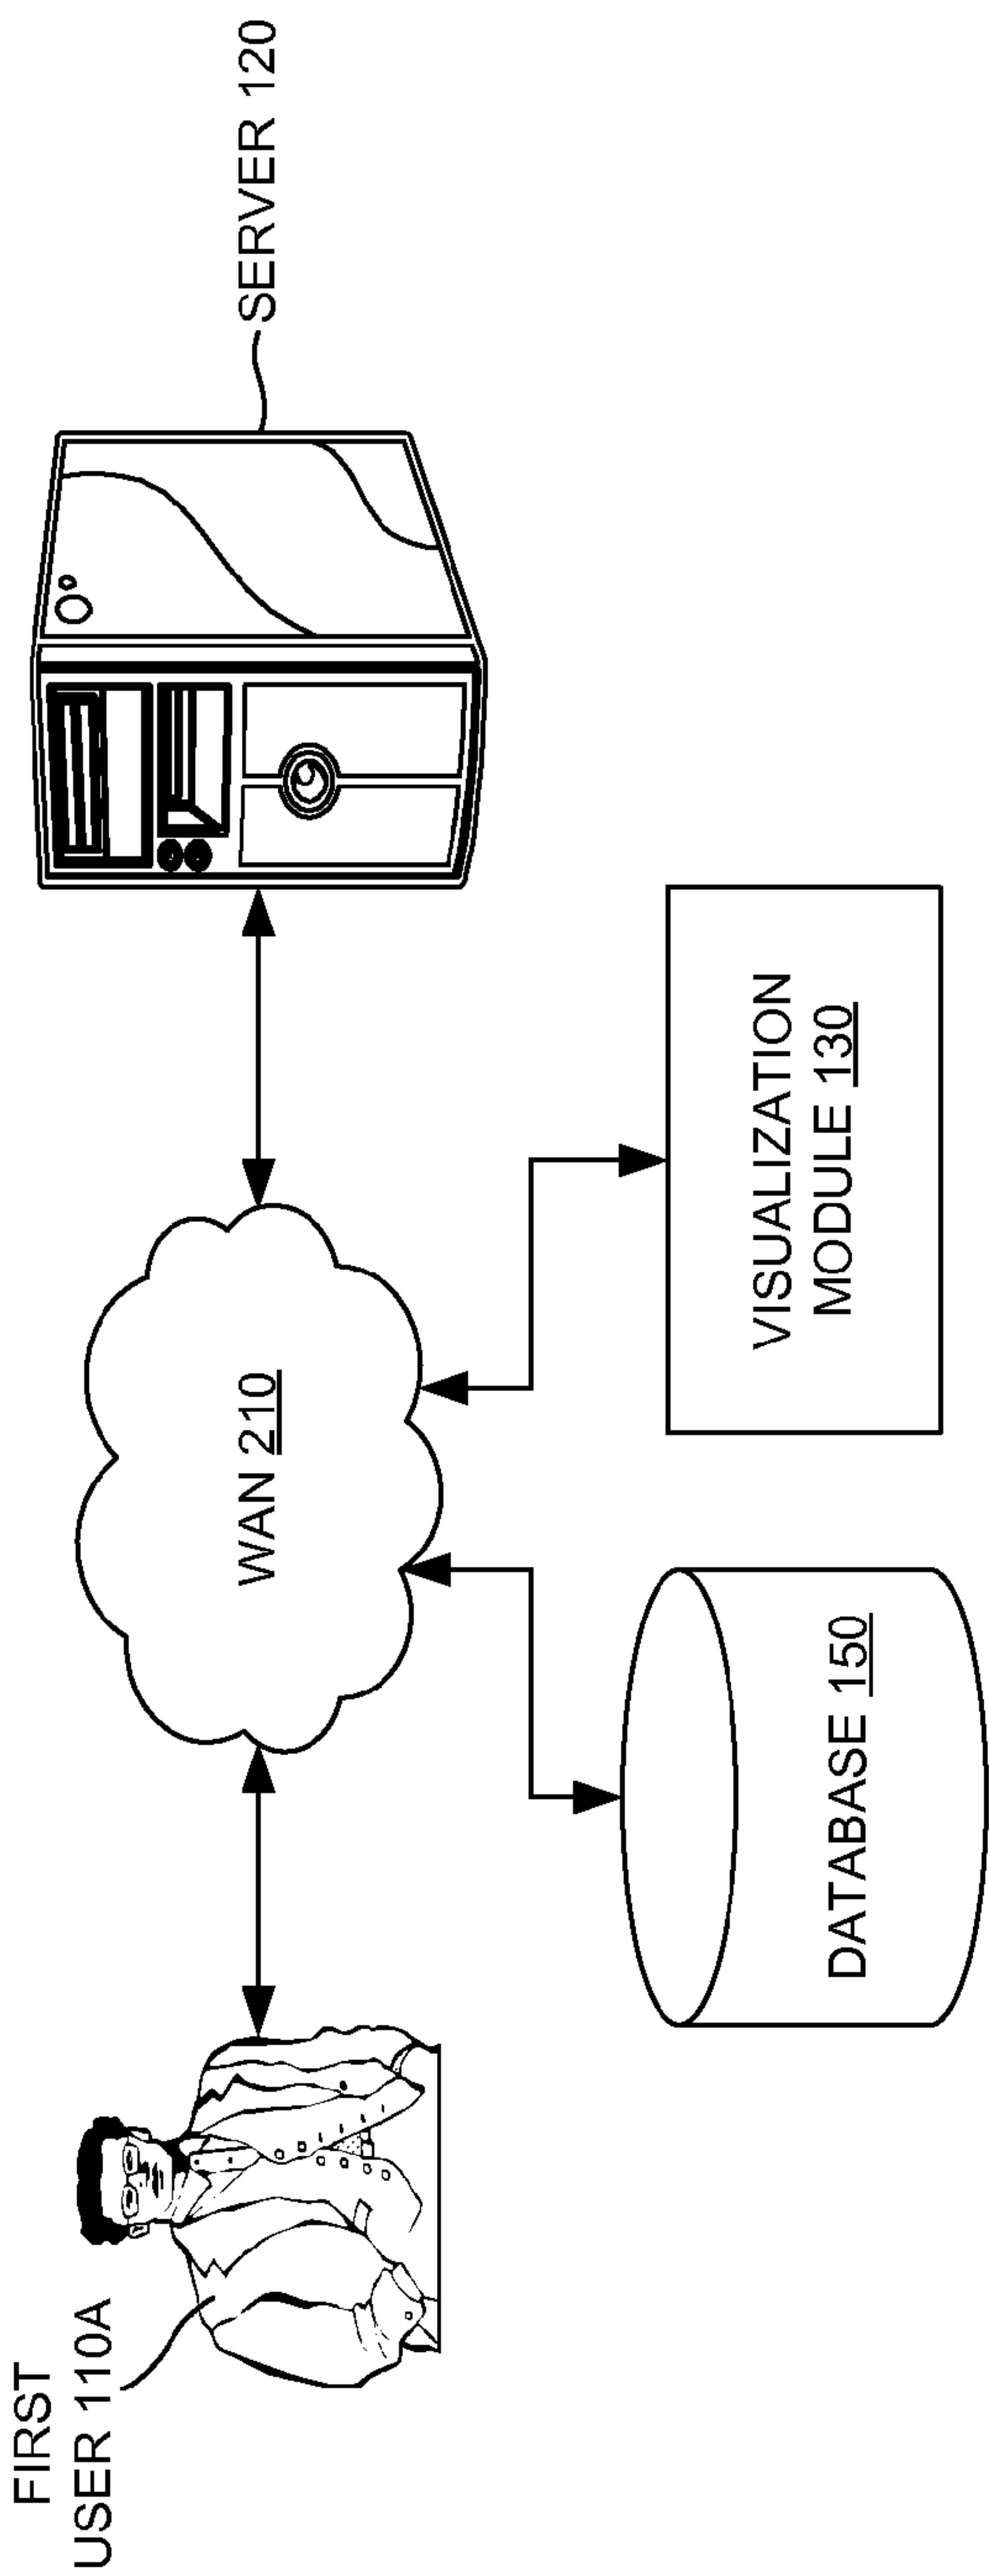 FIRST
USER 110A
WAN 210
SERVER 120
DATABASE 150
VISUALIZATION
MODULE 130